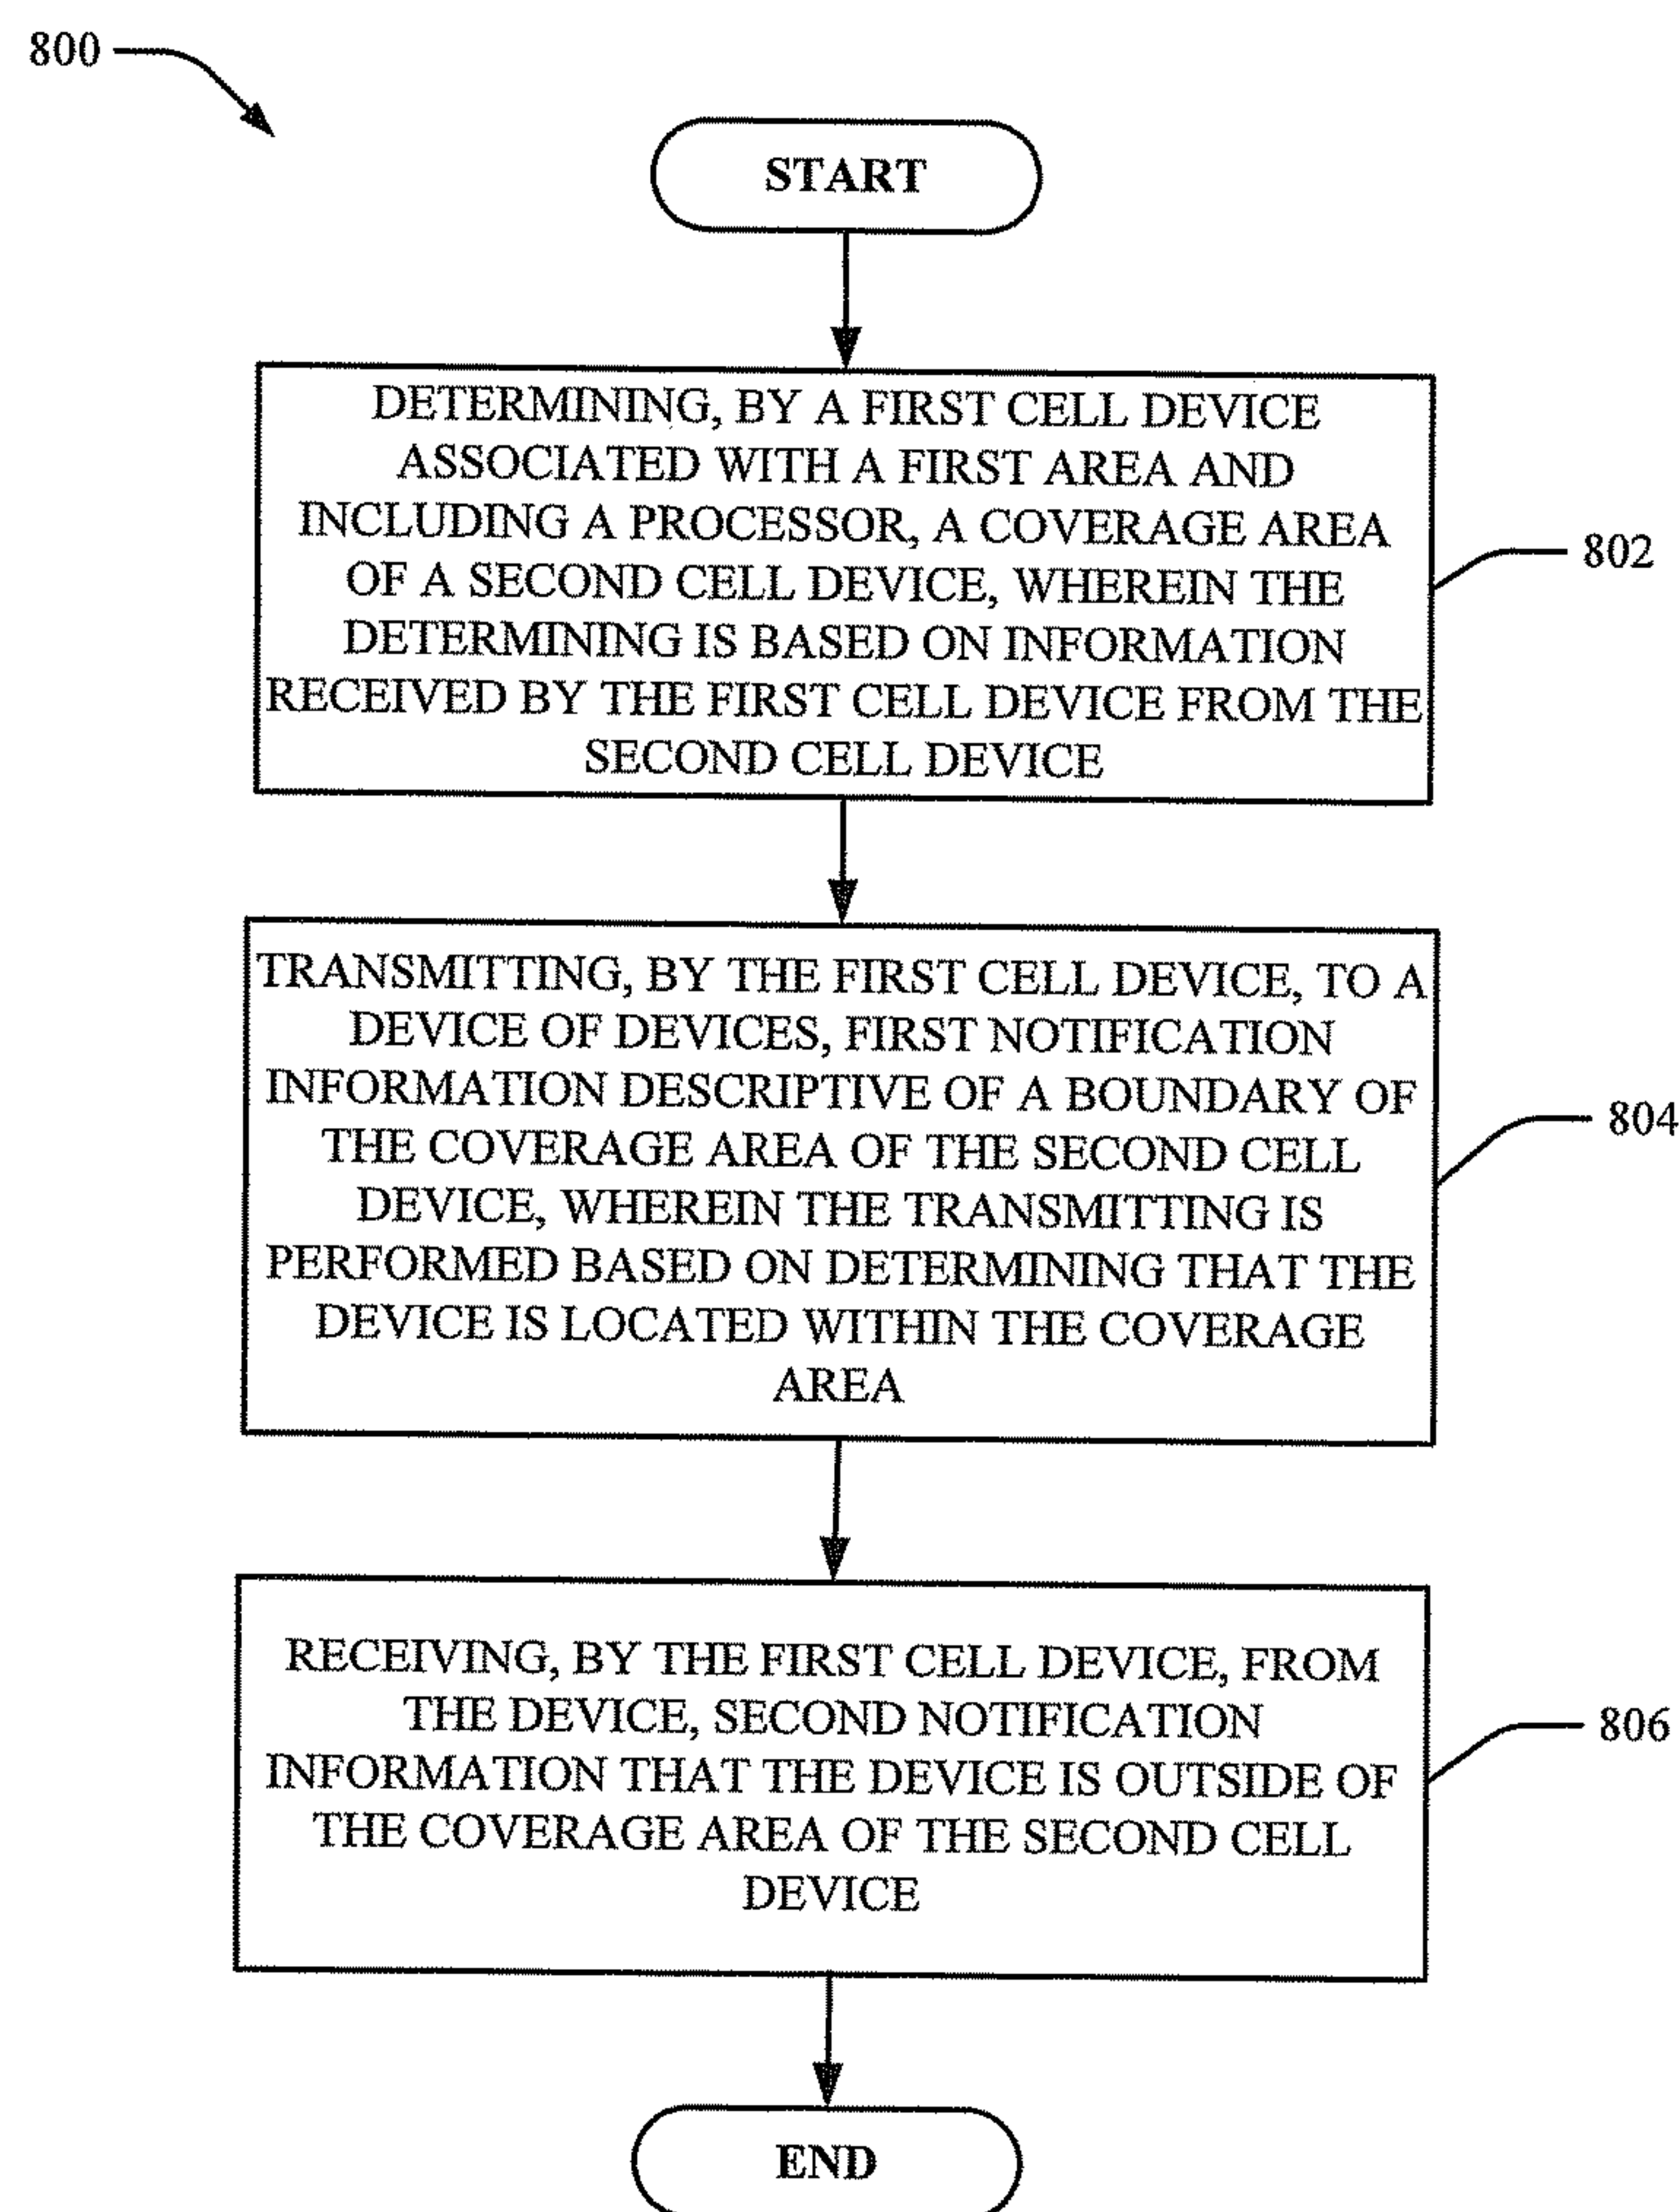 800
START
DETERMINING, BY A FIRST CELL DEVICE
ASSOCIATED WITH A FIRST AREA AND
INCLUDING A PROCESSOR, A COVERAGE AREA
OF A SECOND CELL DEVICE, WHEREIN THE
DETERMINING IS BASED ON INFORMATION
RECEIVED BY THE FIRST CELL DEVICE FROM THE
SECOND CELL DEVICE
802
TRANSMITTING, BY THE FIRST CELL DEVICE, TO A
DEVICE OF DEVICES, FIRST NOTIFICATION
INFORMATION DESCRIPTIVE OF A BOUNDARY OF
THE COVERAGE AREA OF THE SECOND CELL
DEVICE, WHEREIN THE TRANSMITTING IS
PERFORMED BASED ON DETERMINING THAT THE
DEVICE IS LOCATED WITHIN THE COVERAGE
AREA
804
RECEIVING, BY THE FIRST CELL DEVICE, FROM
THE DEVICE, SECOND NOTIFICATION
INFORMATION THAT THE DEVICE IS OUTSIDE OF
THE COVERAGE AREA OF THE SECOND CELL
DEVICE
806
END